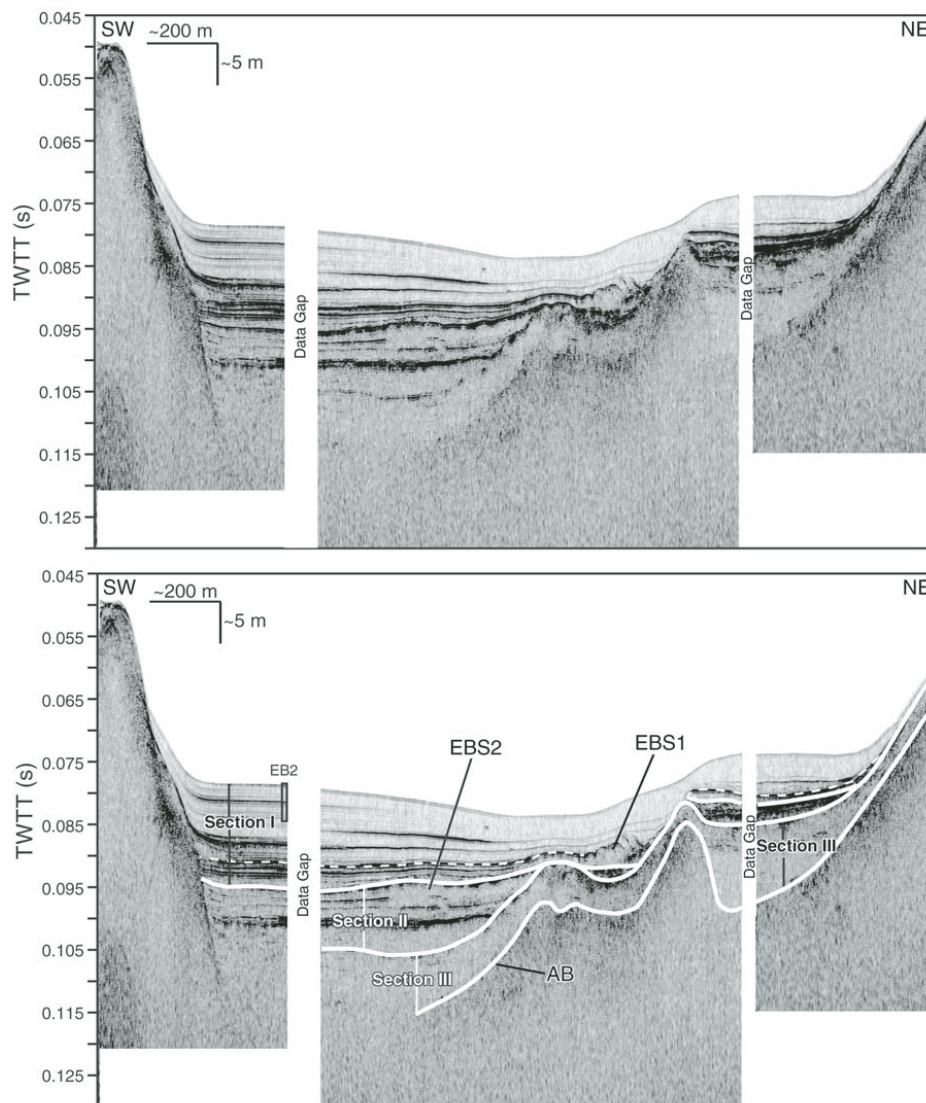 0.045
SW
~200 m
~5 m
NE
0.055
0.065
0.075
0.085
0.095
0.105
0.115
0.125
TWTT (s)
Data Gap
Data Gap
0.045
SW
~200 m
~5 m
NE
0.055
0.065
0.075
0.085
0.095
0.105
0.115
0.125
TWTT (s)
EB2
EBS2
EBS1
Section I
Data Gap
Section II
Section III
AB
Data Gap
Section III